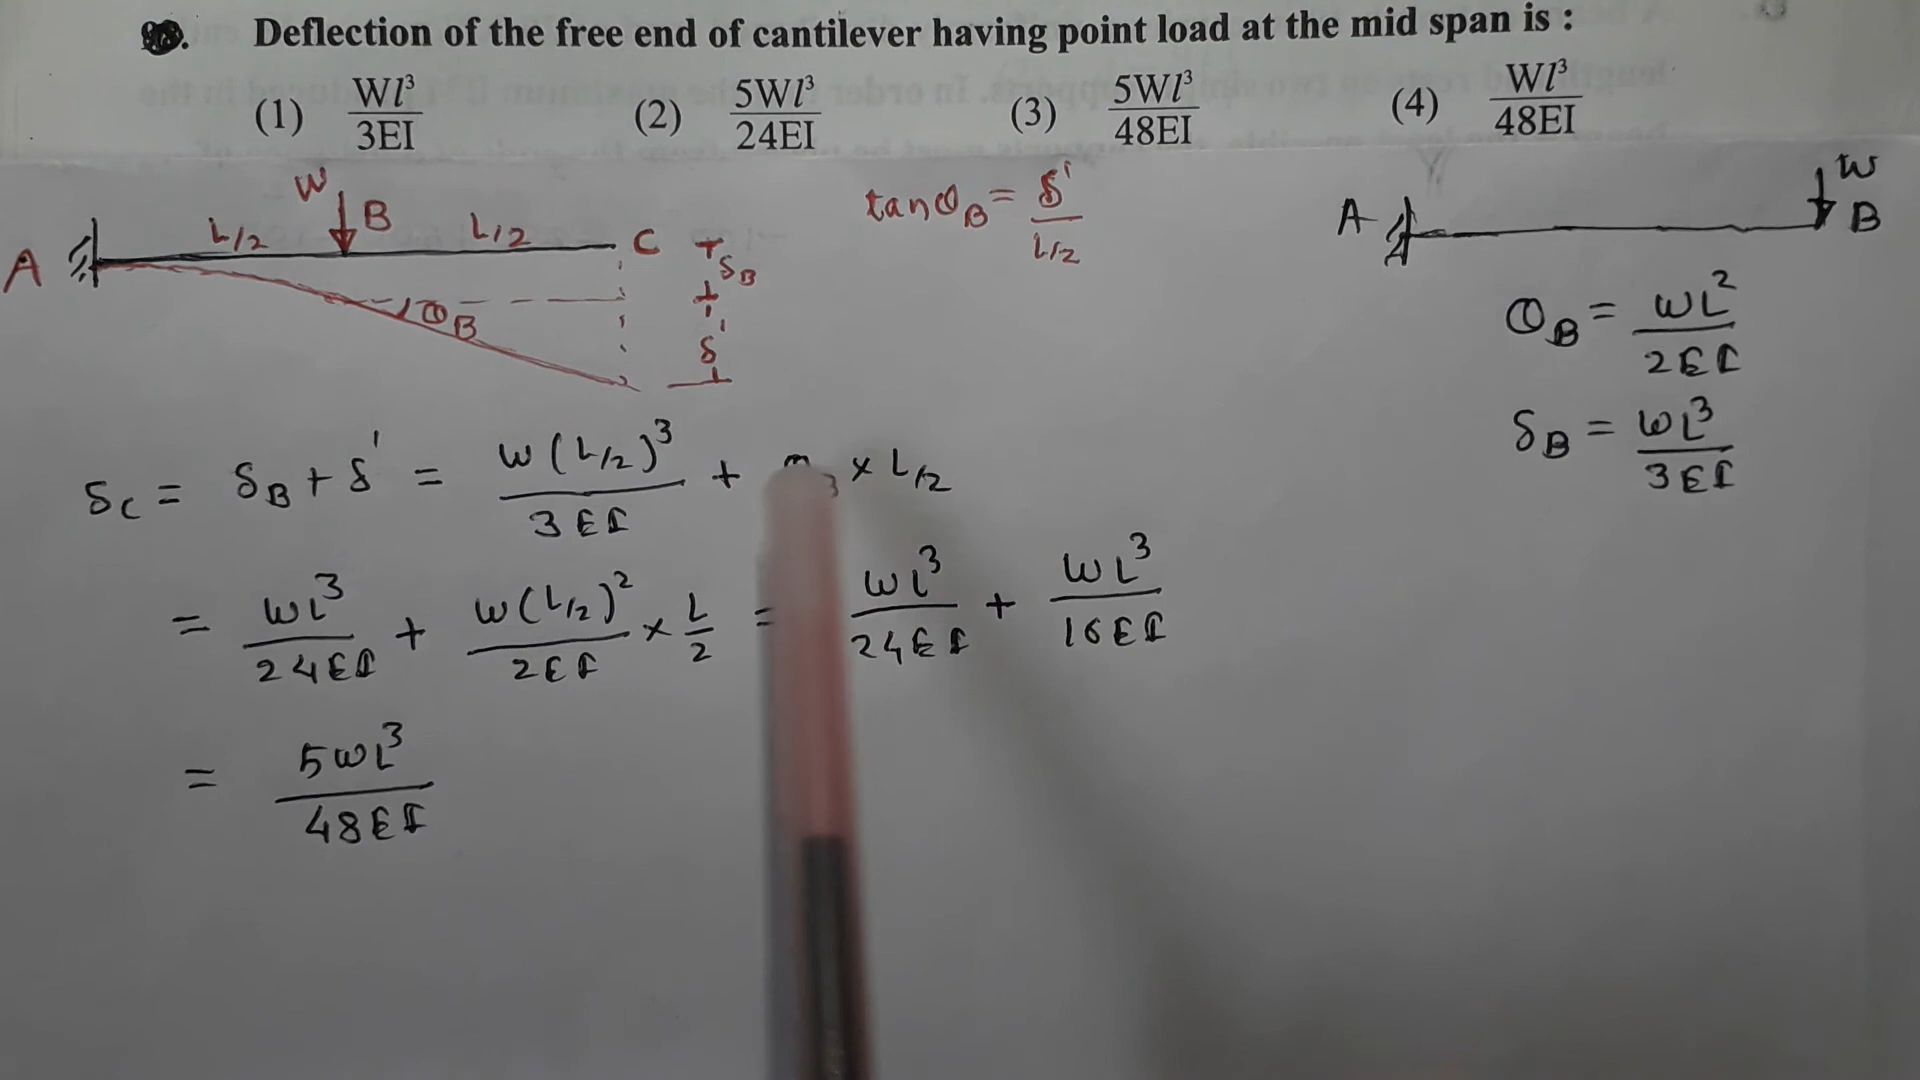 Deflection of the free end of cantilever having point load at the mid span is :
(1) Wl³/3EI (2) 5Wl³/24EI (3) 5Wl³/48EI (4) Wl³/48EI
W B
A L/2 L/2 C
θB
δB + δ'
tanθB = δ'/(L/2)
W
A B
θB = WL²/2EI
δB = WL³/3EI
δC = δB + δ' = W(L/2)³/3EI + × L/2
= WL³/24EI + W(L/2)²/2EI × L/2 = WL³/24EI + WL³/16EI
= 5WL³/48EI